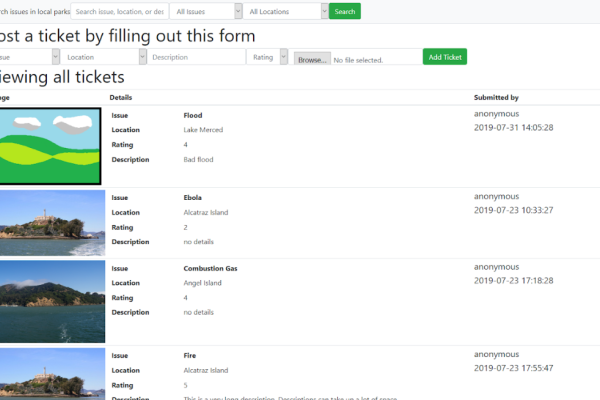 rch issues in local parks Search issue, location, or des All Issues All Locations Search
ost a ticket by filling out this form
sue Location Description Rating Browse... No file selected. Add Ticket
iewing all tickets
age Details Submitted by
Issue Flood anonymous
Location Lake Merced 2019-07-31 14:05:28
Rating 4
Description Bad flood
Issue Ebola anonymous
Location Alcatraz Island 2019-07-23 10:33:27
Rating 2
Description no details
Issue Combustion Gas anonymous
Location Angel Island 2019-07-23 17:18:28
Rating 4
Description no details
Issue Fire anonymous
Location Alcatraz Island 2019-07-23 17:55:47
Rating 5
Description This is a very long description. Descriptions can take up a lot of space